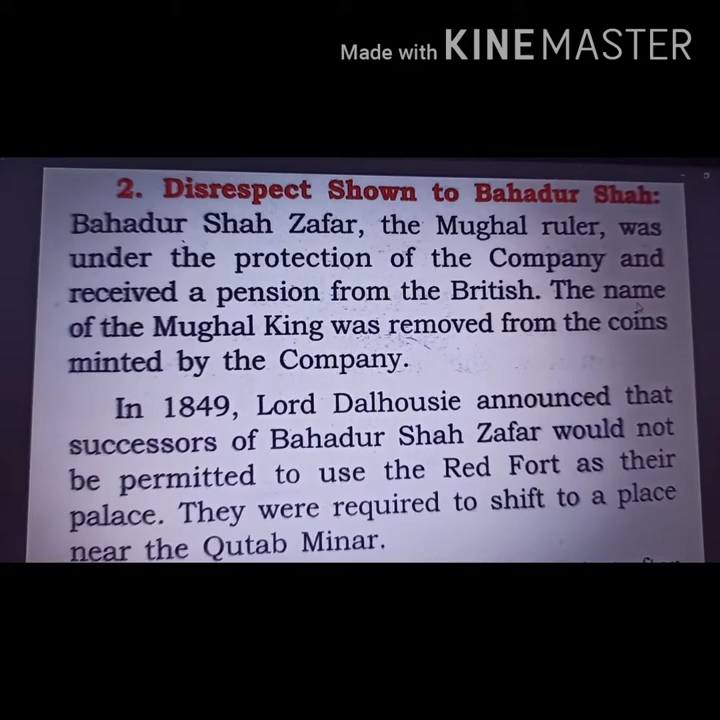 Made with KINEMASTER
2. Disrespect Shown to Bahadur Shah:
Bahadur Shah Zafar, the Mughal ruler, was
under the protection of the Company and
received a pension from the British. The name
of the Mughal King was removed from the coins
minted by the Company.
In 1849, Lord Dalhousie announced that
successors of Bahadur Shah Zafar would not
be permitted to use the Red Fort as their
palace. They were required to shift to a place
near the Qutab Minar.